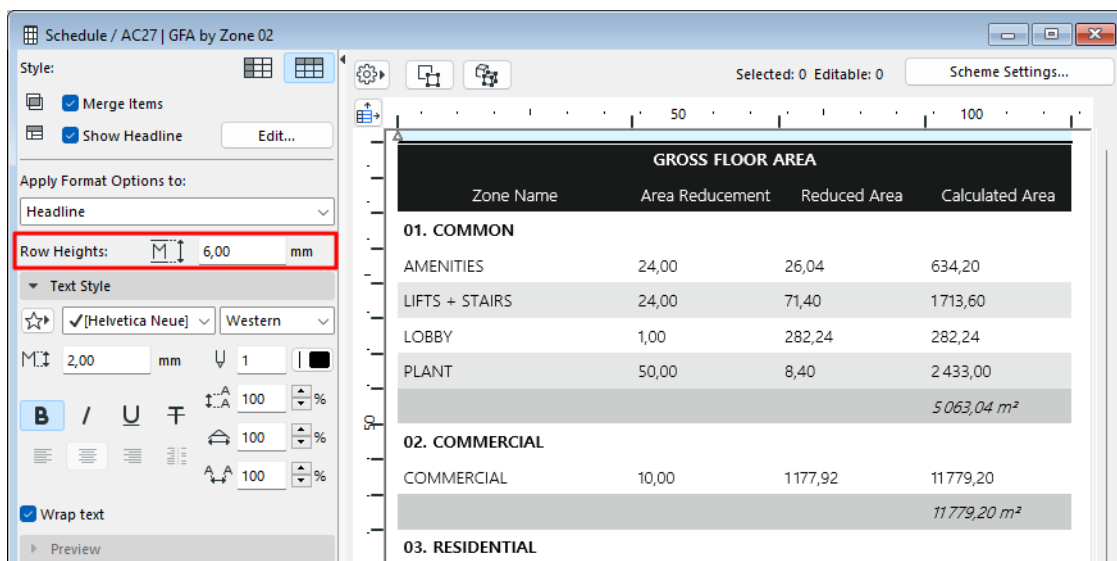 Schedule / AC27 | GFA by Zone 02
Style:
Merge Items
Show Headline
Edit...
Apply Format Options to:
Headline
Row Heights:
6,00
mm
Text Style
[Helvetica Neue]
Western
2,00
mm
1
100
%
100
%
100
%
B
I
U
T
Wrap text
Preview
Selected: 0 Editable: 0
Scheme Settings...
50
100
50
GROSS FLOOR AREA
Zone Name Area Reducement Reduced Area Calculated Area
01. COMMON
AMENITIES 24,00 26,04 634,20
LIFTS + STAIRS 24,00 71,40 1713,60
LOBBY 1,00 282,24 282,24
PLANT 50,00 8,40 2 433,00
5 063,04 m²
02. COMMERCIAL
COMMERCIAL 10,00 1177,92 11779,20
11 779,20 m²
03. RESIDENTIAL